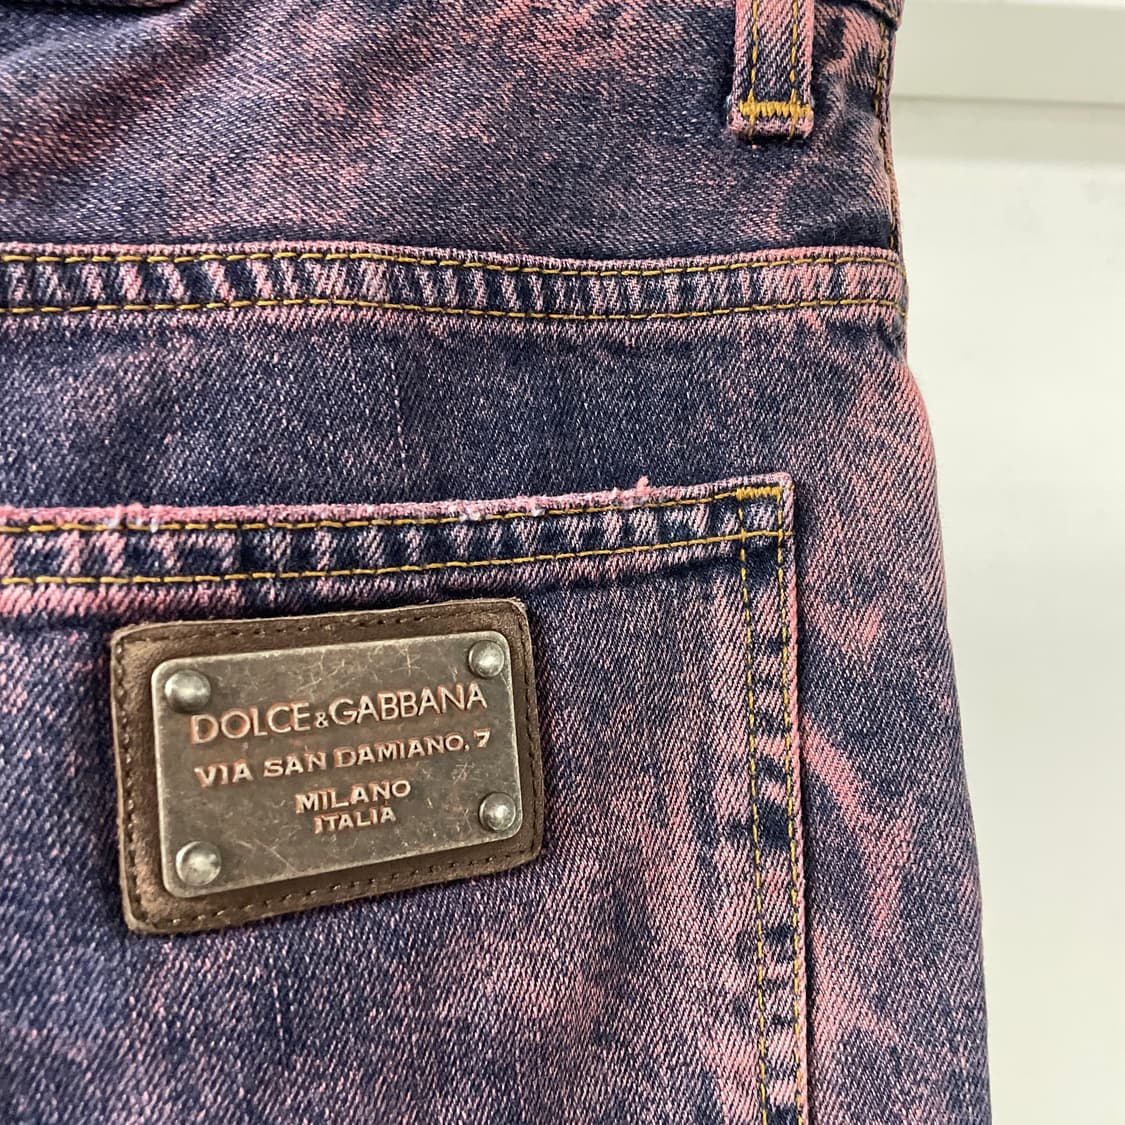 DOLCE&GABBANA
VIA SAN DAMIANO, 7
MILANO
ITALIA